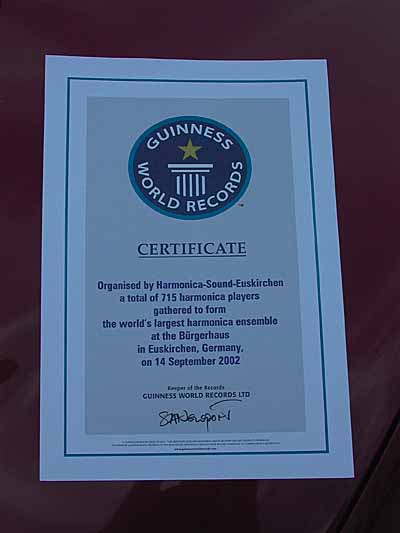 GUINNESS
WORLD RECORDS
TM
CERTIFICATE
Organised by Harmonica-Sound-Euskirchen
a total of 715 harmonica players
gathered to form
the world's largest harmonica ensemble
at the Bürgerhaus
in Euskirchen, Germany,
on 14 September 2002
Keeper of the Records
GUINNESS WORLD RECORDS LTD